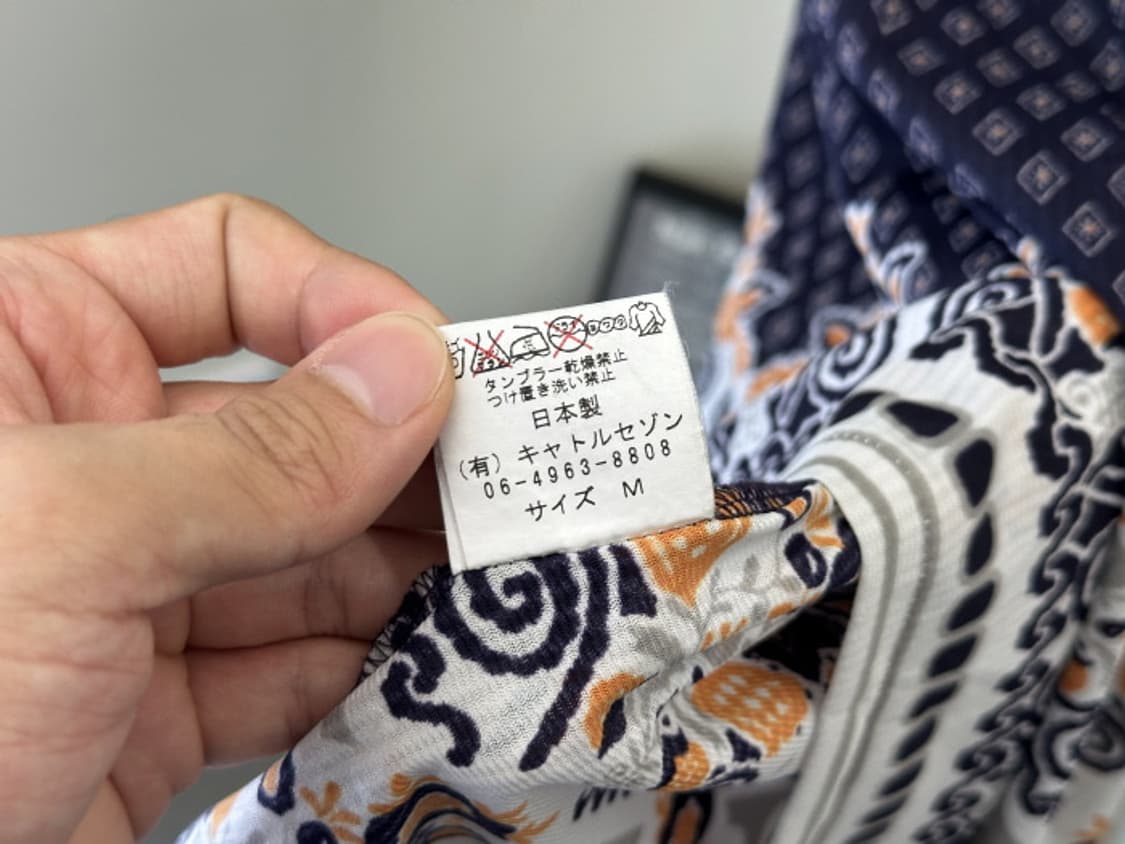 タンブラー乾燥禁止
つけ置き洗い禁止
日本製
(有) キャトルセゾン
06-4963-8808
サイズ M